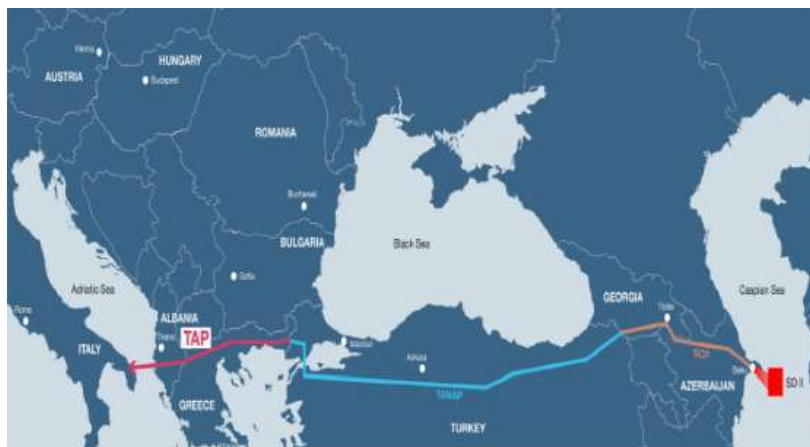 Vienna
HUNGARY
AUSTRIA
Budapest
ROMANIA
Bucharest
BULGARIA
Black Sea
Sofia
Adriatic Sea
GEORGIA
Caspian Sea
Rome
ALBANIA
Tirana
TAP
Istanbul
ITALY
Ankara
SCP
Baku
AZERBAIJAN
SD II
TANAP
GREECE
TURKEY